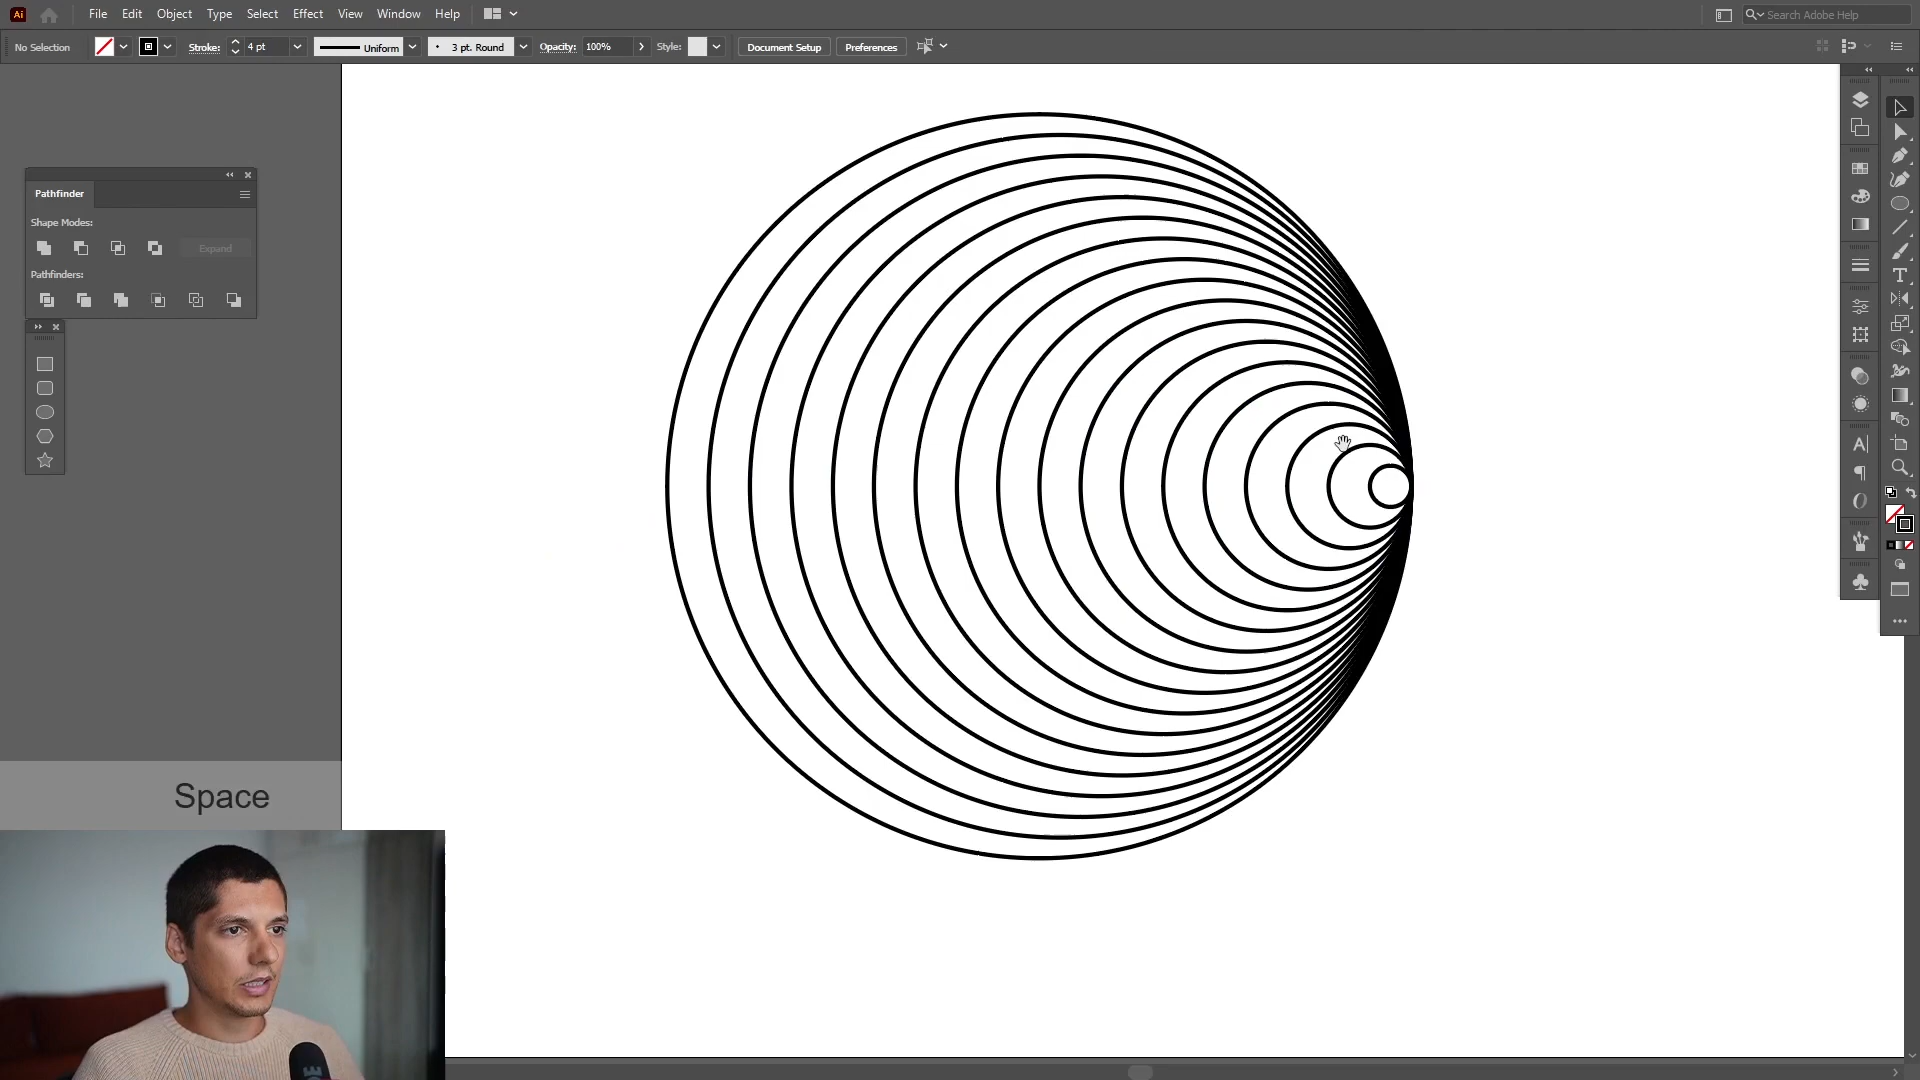 Ai File Edit Object Type Select Effect View Window Help Search Adobe Help
No Selection Stroke: 4 pt Uniform 3 pt. Round Opacity: 100% Style: Document Setup Preferences
Pathfinder
Shape Modes:
Expand
Pathfinders:
Space